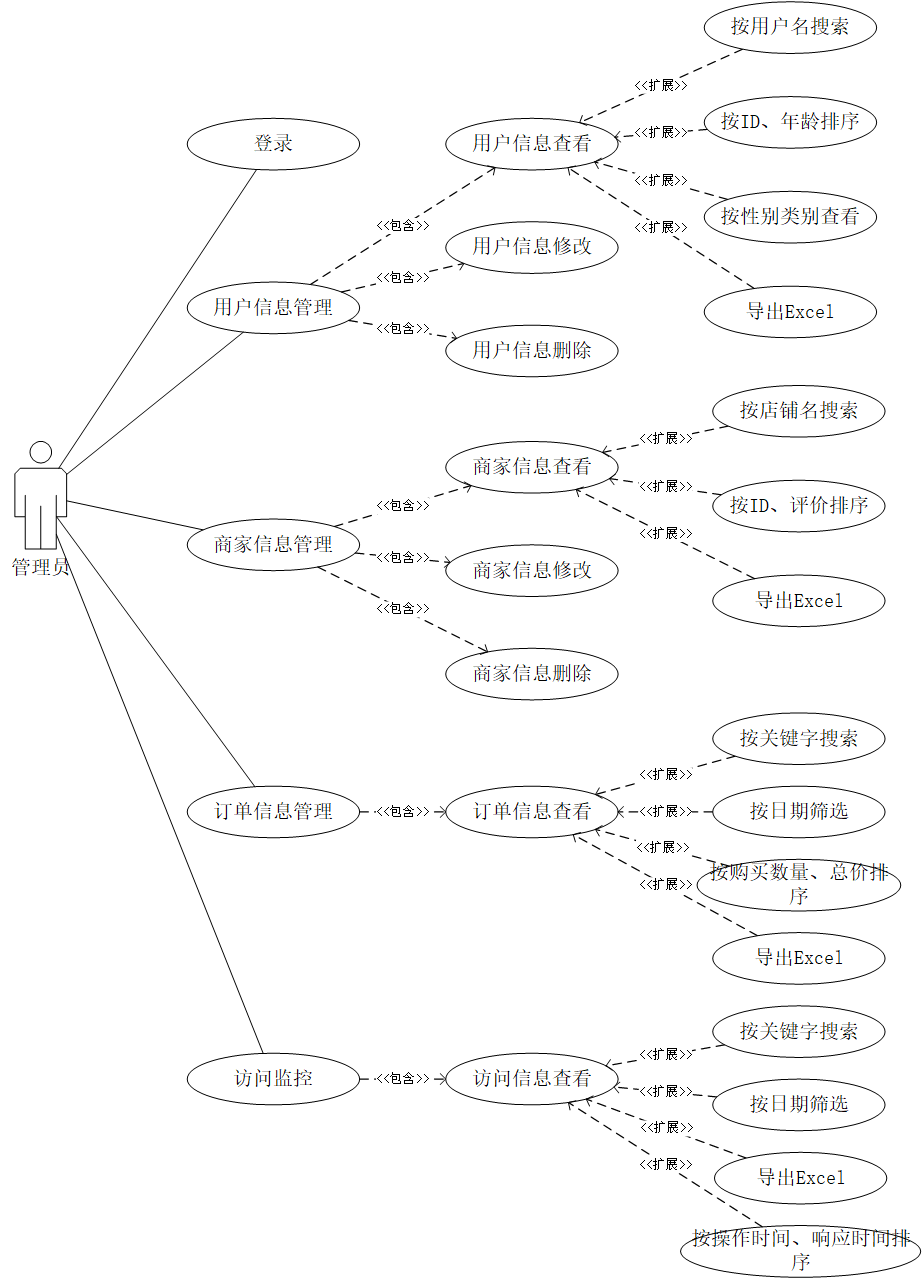 按用户名搜索
<<扩展>>
登录
用户信息查看
<<扩展>>
按ID、年龄排序
<<扩展>>
按性别类别查看
<<包含>>
<<扩展>>
用户信息修改
<<包含>>
用户信息管理
导出Excel
<<包含>>
用户信息删除
按店铺名搜索
<<扩展>>
商家信息查看
<<扩展>>
<<包含>>
按ID、评价排序
<<扩展>>
商家信息管理
管理员
<<包含>>
商家信息修改
导出Excel
<<包含>>
商家信息删除
按关键字搜索
<<扩展>>
订单信息管理
<<包含>>
订单信息查看
<<扩展>>
按日期筛选
<<扩展>>
按购买数量、总价排
序
<<扩展>>
导出Excel
按关键字搜索
<<扩展>>
访问监控
<<包含>>
访问信息查看
<<扩展>>
按日期筛选
<<扩展>>
导出Excel
<<扩展>>
按操作时间、响应时间排
序